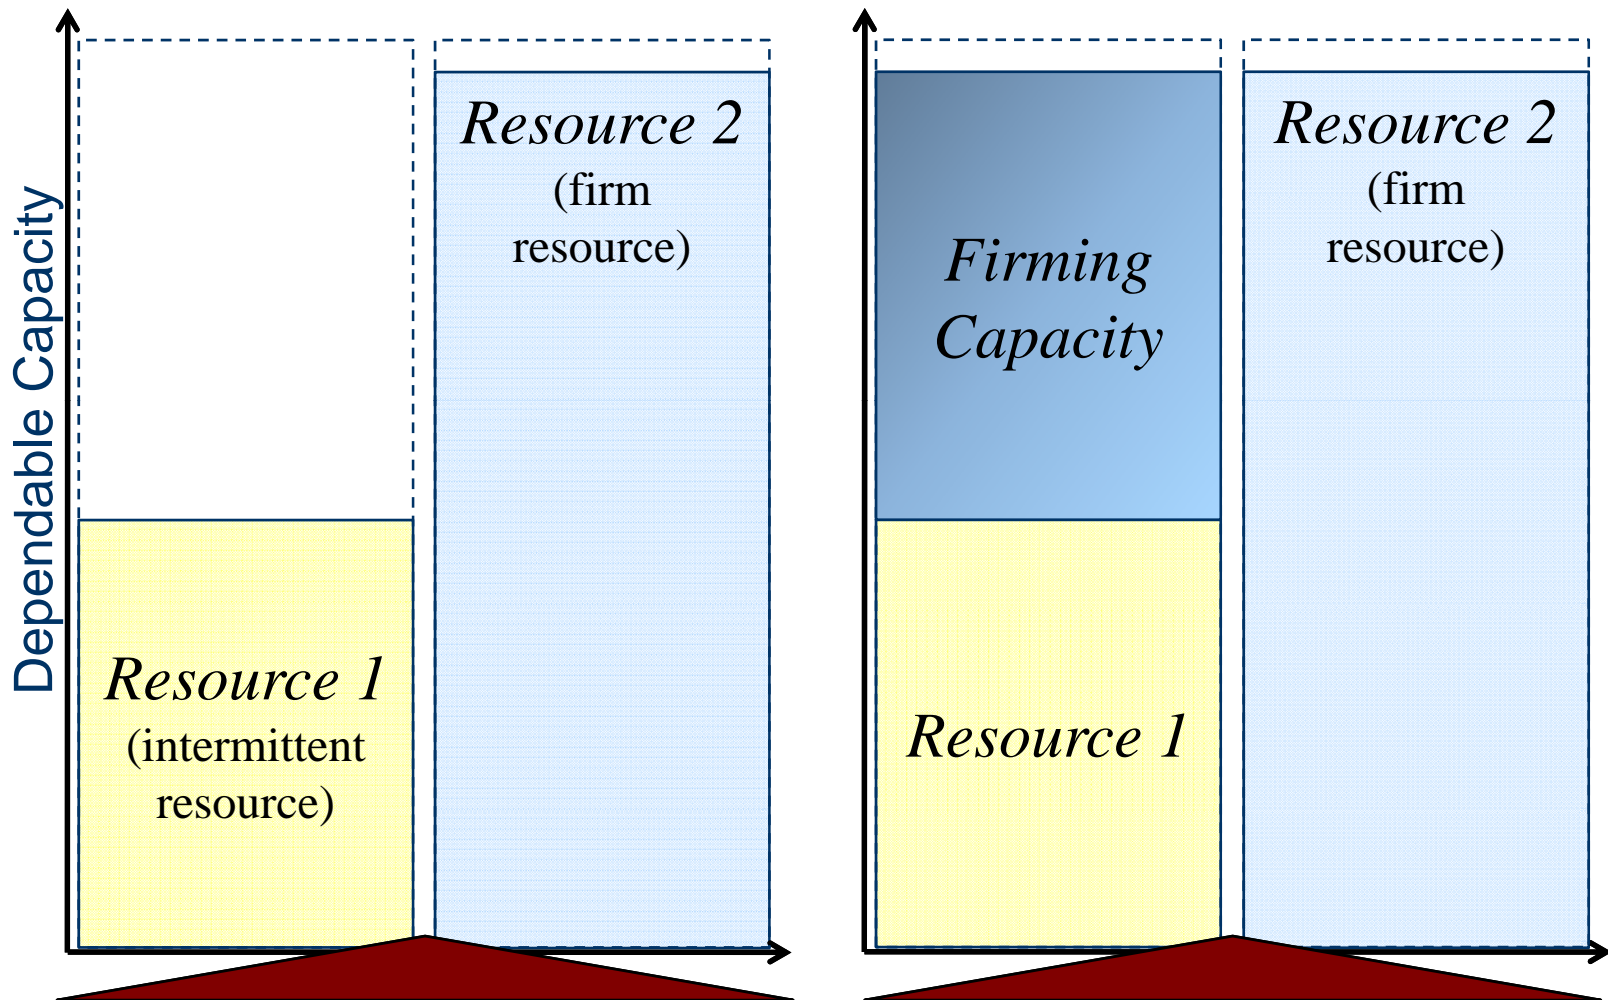 Dependable Capacity
Resource 1
(intermittent
resource)
Resource 2
(firm
resource)
Firming
Capacity
Resource 1
Resource 2
(firm
resource)